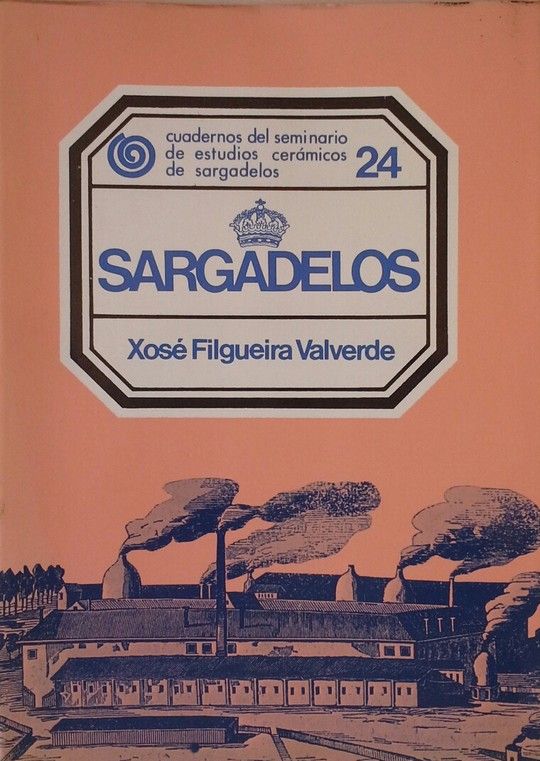 cuadernos del seminario
de estudios cerámicos
de sargadelos
24
SARGADELOS
Xosé Filgueira Valverde